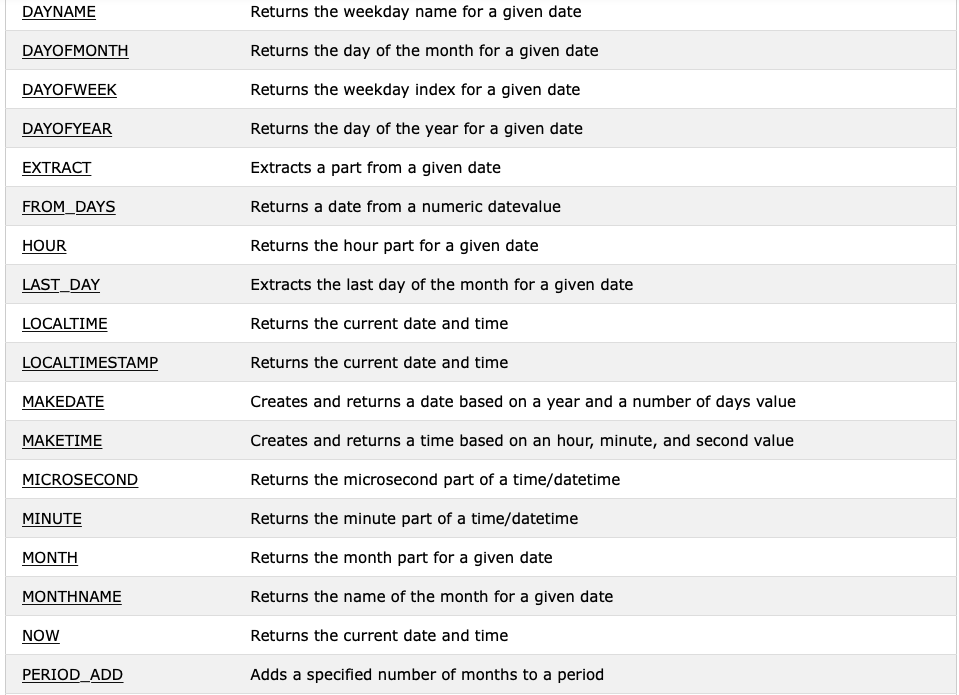 DAYNAME Returns the weekday name for a given date
DAYOFMONTH Returns the day of the month for a given date
DAYOFWEEK Returns the weekday index for a given date
DAYOFYEAR Returns the day of the year for a given date
EXTRACT Extracts a part from a given date
FROM_DAYS Returns a date from a numeric datevalue
HOUR Returns the hour part for a given date
LAST_DAY Extracts the last day of the month for a given date
LOCALTIME Returns the current date and time
LOCALTIMESTAMP Returns the current date and time
MAKEDATE Creates and returns a date based on a year and a number of days value
MAKETIME Creates and returns a time based on an hour, minute, and second value
MICROSECOND Returns the microsecond part of a time/datetime
MINUTE Returns the minute part of a time/datetime
MONTH Returns the month part for a given date
MONTHNAME Returns the name of the month for a given date
NOW Returns the current date and time
PERIOD_ADD Adds a specified number of months to a period